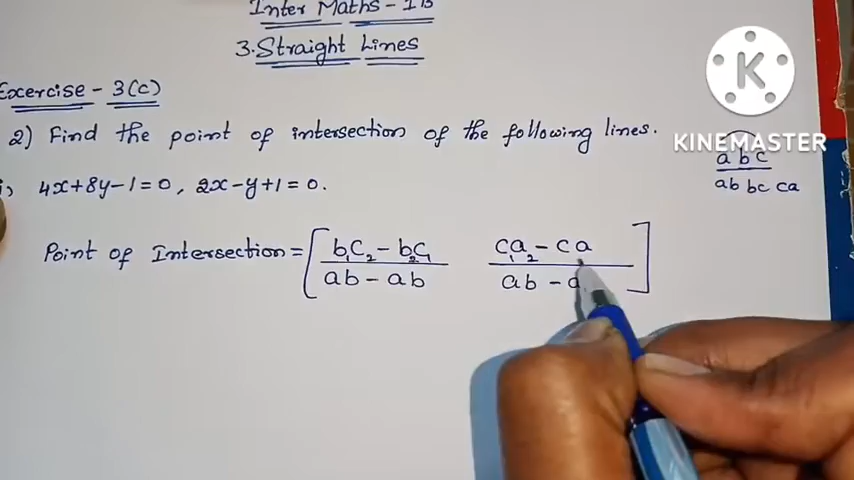 Inter Maths - IB
3. Straight Lines
Excercise - 3(c)
2) Find the point of intersection of the following lines.
i) 4x+8y-1=0, 2x-y+1=0.
KINEMASTER
a b c
ab bc ca
Point of Intersection = [ b₁c₂ - b₂c₁ / ab - ab   c₁a₂ - ca / ab - a ]